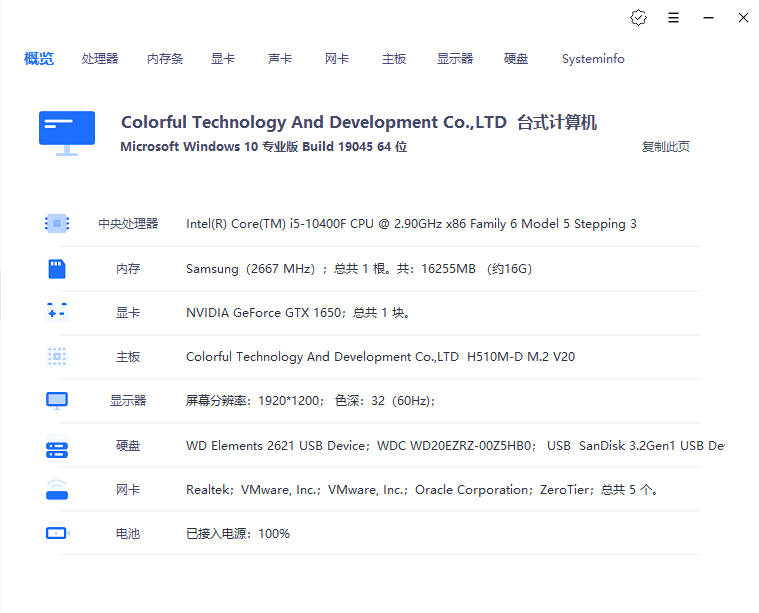 概览 处理器 内存条 显卡 声卡 网卡 主板 显示器 硬盘 Systeminfo
Colorful Technology And Development Co.,LTD 台式计算机
Microsoft Windows 10 专业版 Build 19045 64 位 复制此页
中央处理器 Intel(R) Core(TM) i5-10400F CPU @ 2.90GHz x86 Family 6 Model 5 Stepping 3
内存 Samsung（2667 MHz）；总共 1 根。共：16255MB （约16G）
显卡 NVIDIA GeForce GTX 1650；总共 1 块。
主板 Colorful Technology And Development Co.,LTD H510M-D M.2 V20
显示器 屏幕分辨率：1920*1200； 色深：32（60Hz）；
硬盘 WD Elements 2621 USB Device；WDC WD20EZRZ-00Z5HB0； USB SanDisk 3.2Gen1 USB De
网卡 Realtek；VMware, Inc.；VMware, Inc.；Oracle Corporation；ZeroTier；总共 5 个。
电池 已接入电源：100%